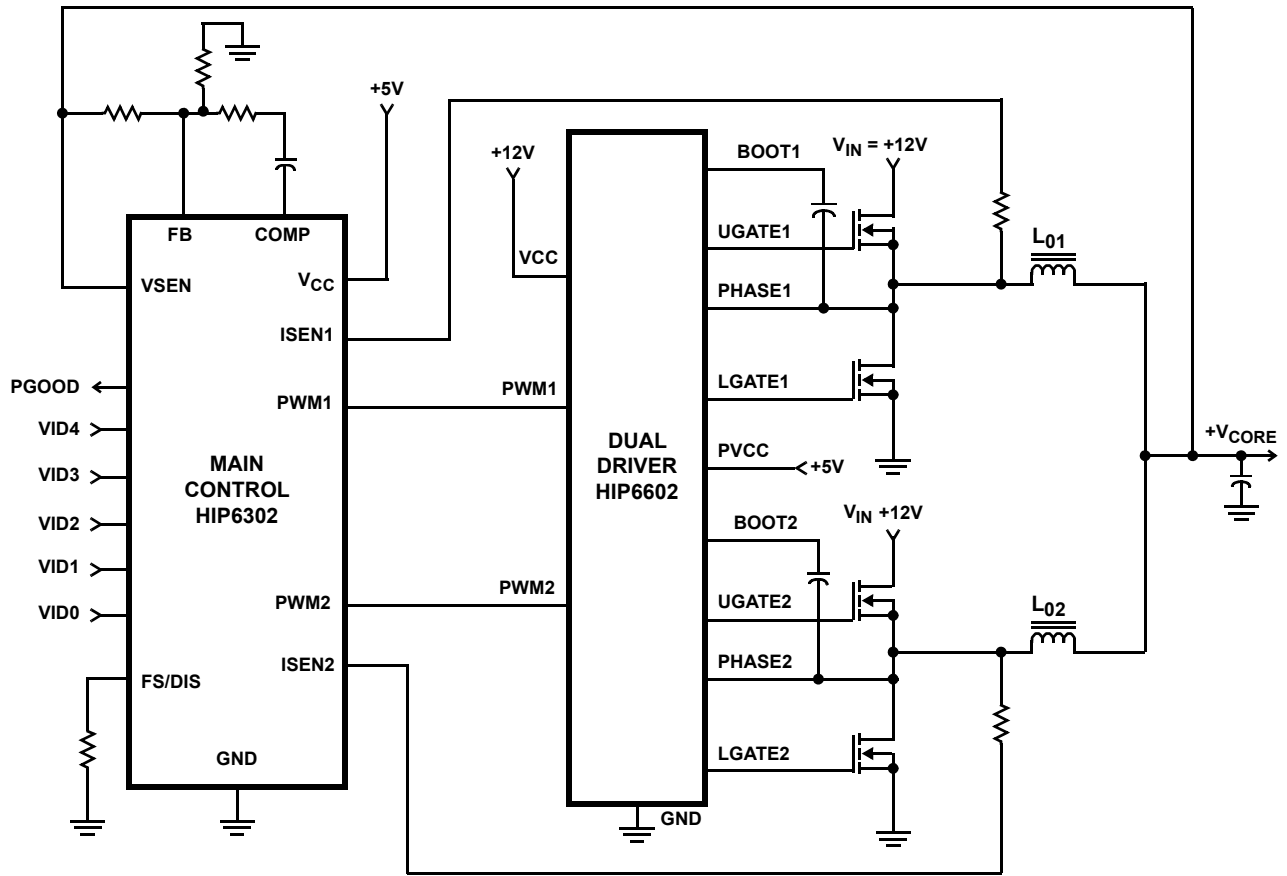 +5V
+12V
BOOT1
V_IN = +12V
FB
COMP
UGATE1
L_01
VCC
VSEN
V_CC
PHASE1
ISEN1
PGOOD
PWM1
PWM1
LGATE1
VID4
+V_CORE
DUAL
DRIVER
HIP6602
PVCC
+5V
MAIN
CONTROL
HIP6302
VID3
VID2
BOOT2
V_IN +12V
VID1
VID0
PWM2
PWM2
UGATE2
L_02
ISEN2
PHASE2
FS/DIS
GND
LGATE2
GND